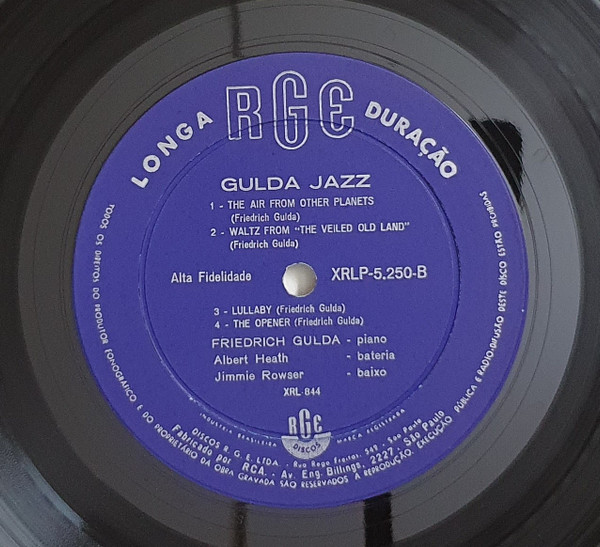 LONGA RGE DURAÇÃO
GULDA JAZZ
1 - THE AIR FROM OTHER PLANETS
(Friedrich Gulda)
2 - WALTZ FROM "THE VEILED OLD LAND"
(Friedrich Gulda)
Alta Fidelidade XRLP-5.250-B
3 - LULLABY (Friedrich Gulda)
4 - THE OPENER (Friedrich Gulda)
FRIEDRICH GULDA - piano
Albert Heath - bateria
Jimmie Rowser - baixo
XRL-844
RGE
DISCOS
INDÚSTRIA BRASILEIRA MARCA REGISTRADA
DISCOS R. G. E. LTDA. - Rua Rego Freitas, 349 - São Paulo
Fabricado por RCA. - Av. Eng. Billings, 2227, São Paulo
TODOS OS DIREITOS DO PRODUTOR FONOGRÁFICO E DO PROPRIETÁRIO DA OBRA GRAVADA SÃO RESERVADOS A REPRODUÇÃO, EXECUÇÃO PÚBLICA E RÁDIO-DIFUSÃO DESTE DISCO ESTÃO PROIBIDAS